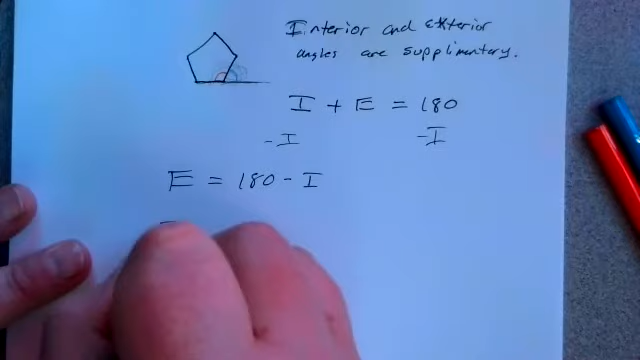 Interior and exterior
angles are supplimentary.
I + E = 180
-I -I
E = 180 - I